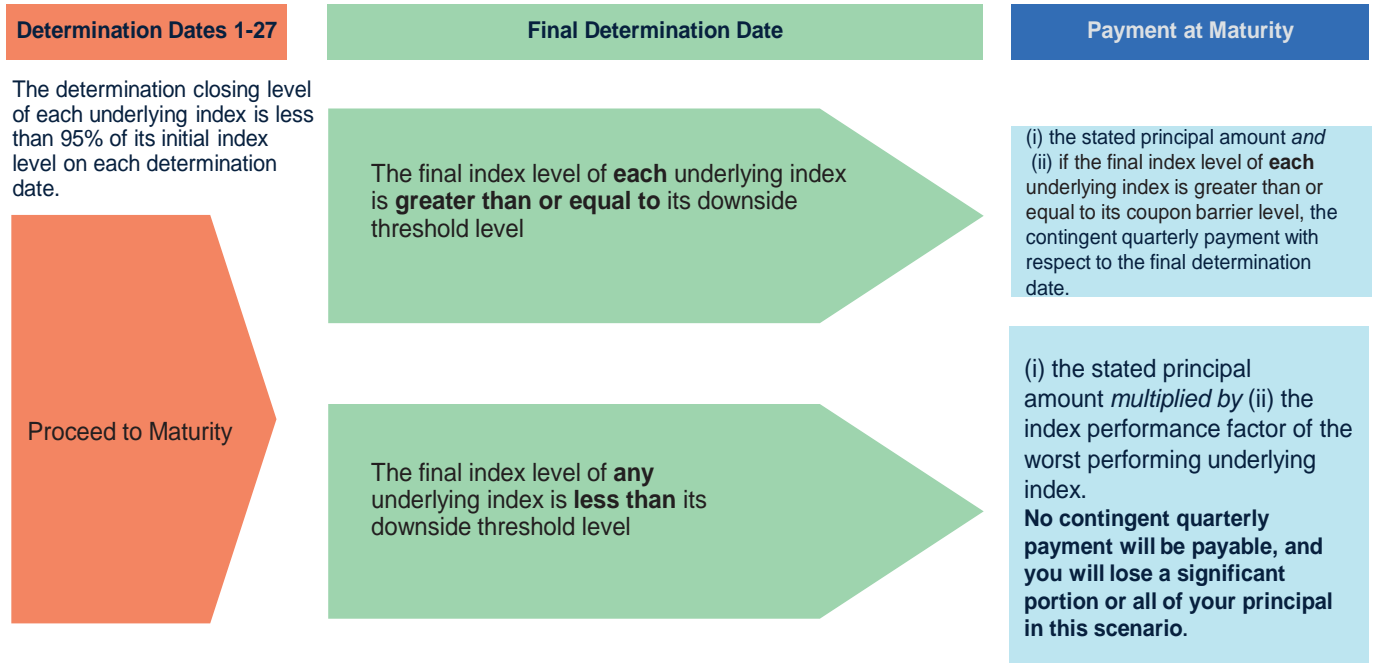 Determination Dates 1-27
Final Determination Date
Payment at Maturity
The determination closing level
of each underlying index is less
than 95% of its initial index
level on each determination
date.
Proceed to Maturity
The final index level of each underlying index
is greater than or equal to its downside
threshold level
(i) the stated principal amount and
(ii) if the final index level of each
underlying index is greater than or
equal to its coupon barrier level, the
contingent quarterly payment with
respect to the final determination
date.
The final index level of any
underlying index is less than its
downside threshold level
(i) the stated principal
amount multiplied by (ii) the
index performance factor of the
worst performing underlying
index.
No contingent quarterly
payment will be payable, and
you will lose a significant
portion or all of your principal
in this scenario.